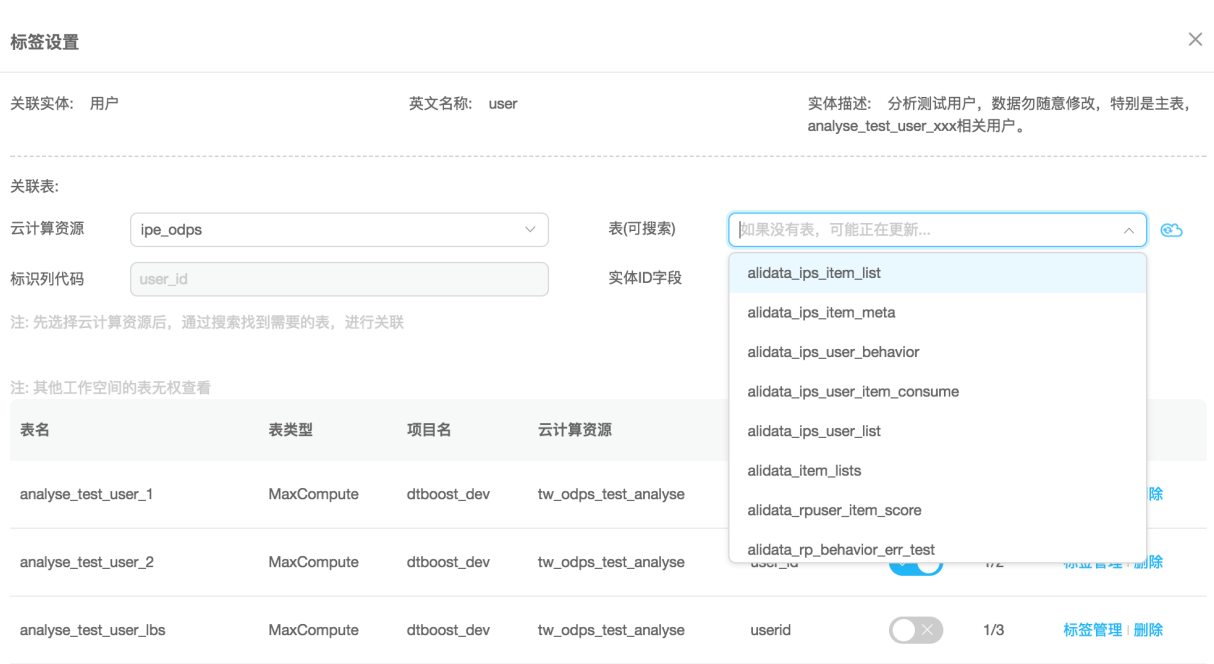 标签设置
关联实体: 用户 英文名称: user 实体描述: 分析测试用户，数据勿随意修改，特别是主表，
analyse_test_user_xxx相关用户。
关联表:
云计算资源 ipe_odps 表(可搜索) 如果没有表，可能正在更新...
标识列代码 user_id 实体ID字段
注: 先选择云计算资源后，通过搜索找到需要的表，进行关联
alidata_ips_item_list
alidata_ips_item_meta
alidata_ips_user_behavior
alidata_ips_user_item_consume
alidata_ips_user_list
alidata_item_lists
alidata_rpuser_item_score
alidata_rp_behavior_err_test
注: 其他工作空间的表无权查看
表名 表类型 项目名 云计算资源
analyse_test_user_1 MaxCompute dtboost_dev tw_odps_test_analyse 除
analyse_test_user_2 MaxCompute dtboost_dev tw_odps_test_analyse user_id 1/2 标签管理 删除
analyse_test_user_lbs MaxCompute dtboost_dev tw_odps_test_analyse userid 1/3 标签管理 删除